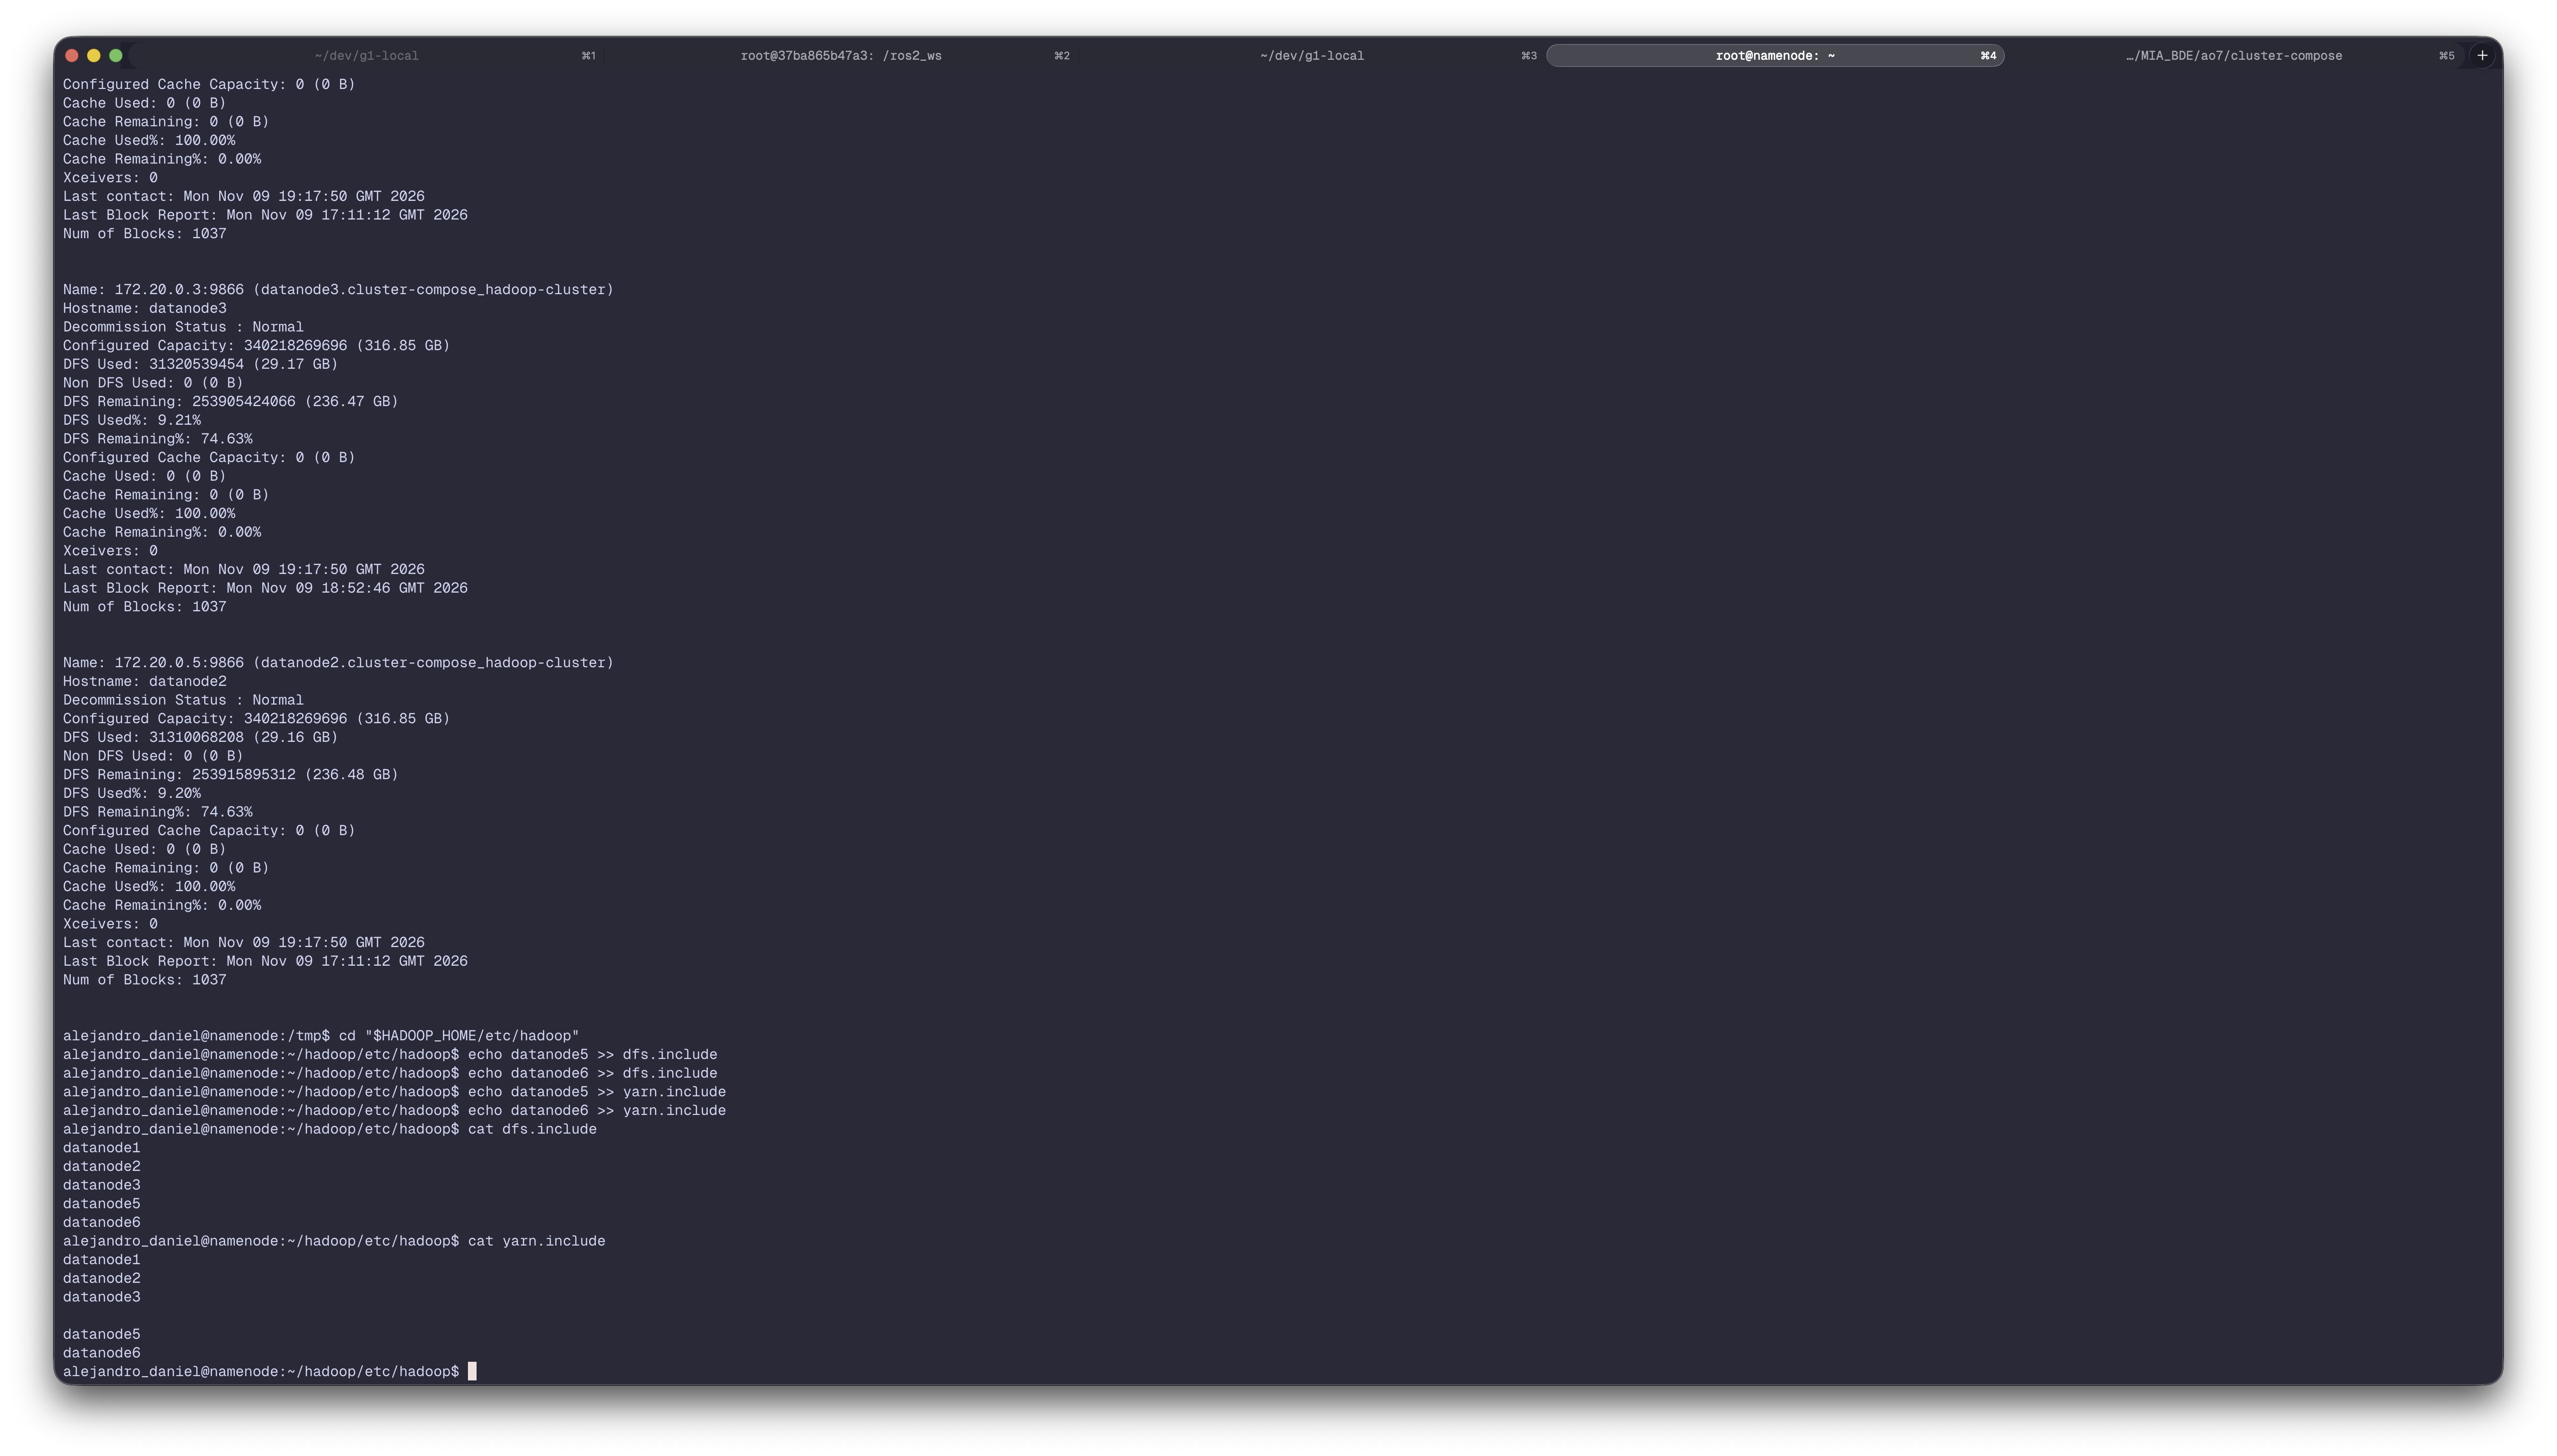 ~/dev/g1-local ⌘1 root@37ba865b47a3: /ros2_ws ⌘2 ~/dev/g1-local ⌘3 root@namenode: ~ ⌘4 …/MIA_BDE/ao7/cluster-compose ⌘5 +
Configured Cache Capacity: 0 (0 B)
Cache Used: 0 (0 B)
Cache Remaining: 0 (0 B)
Cache Used%: 100.00%
Cache Remaining%: 0.00%
Xceivers: 0
Last contact: Mon Nov 09 19:17:50 GMT 2026
Last Block Report: Mon Nov 09 17:11:12 GMT 2026
Num of Blocks: 1037
Name: 172.20.0.3:9866 (datanode3.cluster-compose_hadoop-cluster)
Hostname: datanode3
Decommission Status : Normal
Configured Capacity: 340218269696 (316.85 GB)
DFS Used: 31320539454 (29.17 GB)
Non DFS Used: 0 (0 B)
DFS Remaining: 253905424066 (236.47 GB)
DFS Used%: 9.21%
DFS Remaining%: 74.63%
Configured Cache Capacity: 0 (0 B)
Cache Used: 0 (0 B)
Cache Remaining: 0 (0 B)
Cache Used%: 100.00%
Cache Remaining%: 0.00%
Xceivers: 0
Last contact: Mon Nov 09 19:17:50 GMT 2026
Last Block Report: Mon Nov 09 18:52:46 GMT 2026
Num of Blocks: 1037
Name: 172.20.0.5:9866 (datanode2.cluster-compose_hadoop-cluster)
Hostname: datanode2
Decommission Status : Normal
Configured Capacity: 340218269696 (316.85 GB)
DFS Used: 31310068208 (29.16 GB)
Non DFS Used: 0 (0 B)
DFS Remaining: 253915895312 (236.48 GB)
DFS Used%: 9.20%
DFS Remaining%: 74.63%
Configured Cache Capacity: 0 (0 B)
Cache Used: 0 (0 B)
Cache Remaining: 0 (0 B)
Cache Used%: 100.00%
Cache Remaining%: 0.00%
Xceivers: 0
Last contact: Mon Nov 09 19:17:50 GMT 2026
Last Block Report: Mon Nov 09 17:11:12 GMT 2026
Num of Blocks: 1037
alejandro_daniel@namenode:/tmp$ cd "$HADOOP_HOME/etc/hadoop"
alejandro_daniel@namenode:~/hadoop/etc/hadoop$ echo datanode5 >> dfs.include
alejandro_daniel@namenode:~/hadoop/etc/hadoop$ echo datanode6 >> dfs.include
alejandro_daniel@namenode:~/hadoop/etc/hadoop$ echo datanode5 >> yarn.include
alejandro_daniel@namenode:~/hadoop/etc/hadoop$ echo datanode6 >> yarn.include
alejandro_daniel@namenode:~/hadoop/etc/hadoop$ cat dfs.include
datanode1
datanode2
datanode3
datanode5
datanode6
alejandro_daniel@namenode:~/hadoop/etc/hadoop$ cat yarn.include
datanode1
datanode2
datanode3
datanode5
datanode6
alejandro_daniel@namenode:~/hadoop/etc/hadoop$